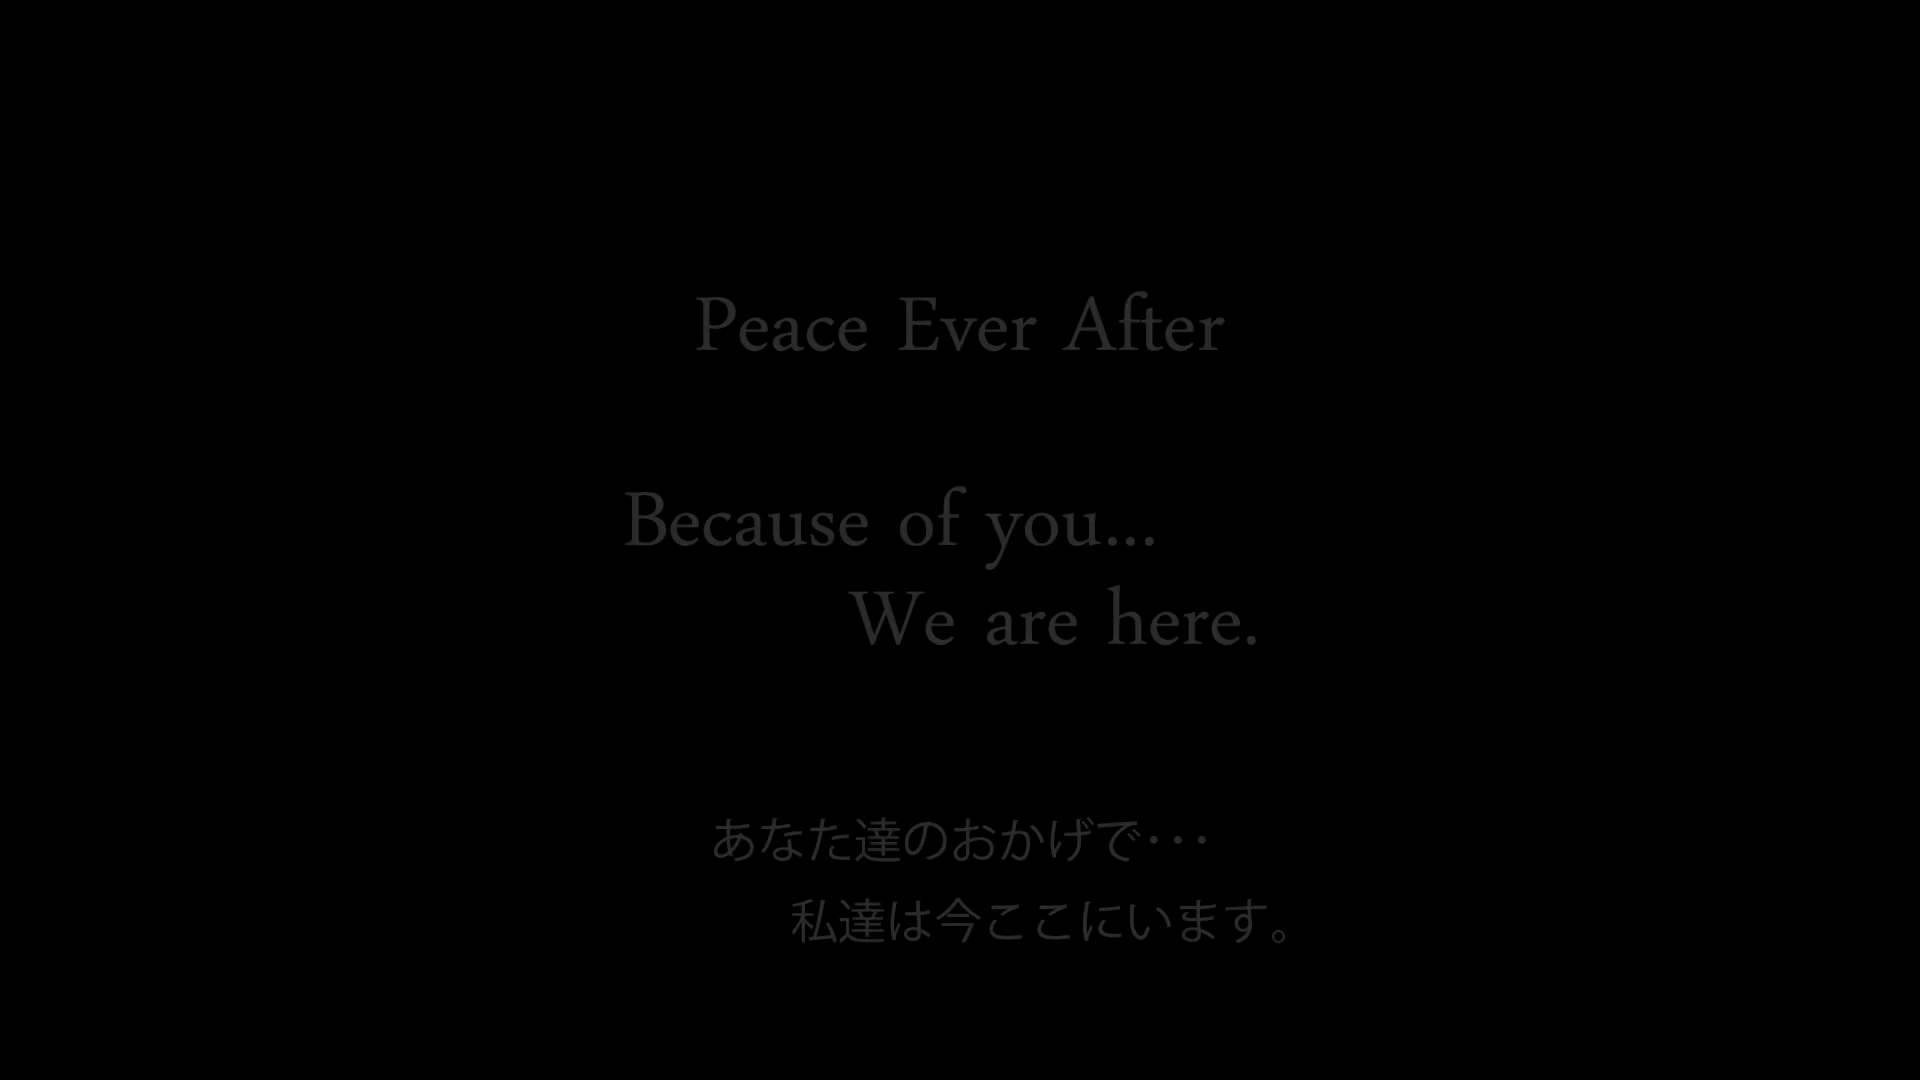 Peace Ever After
Because of you...
We are here.
あなた達のおかげで･･･
私達は今ここにいます。